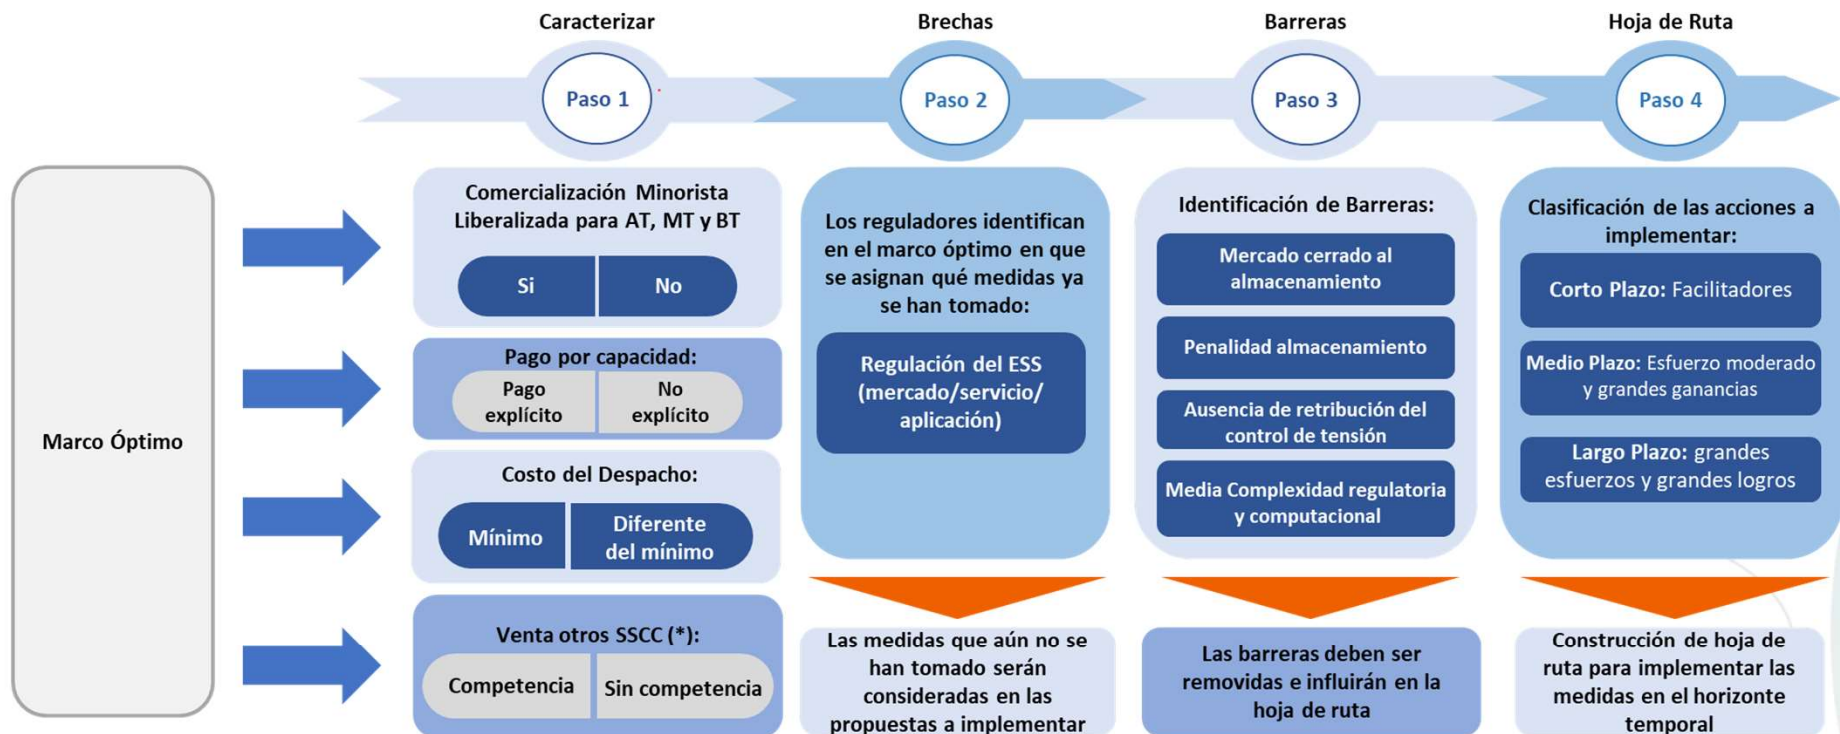 Caracterizar
Brechas
Barreras
Hoja de Ruta
Paso 1
Paso 2
Paso 3
Paso 4
Marco Óptimo
Comercialización Minorista
Liberalizada para AT, MT y BT
Si
No
Pago por capacidad:
Pago
explícito
No
explícito
Costo del Despacho:
Mínimo
Diferente
del mínimo
Venta otros SSCC (*):
Competencia
Sin competencia
Los reguladores identifican
en el marco óptimo en que
se asignan qué medidas ya
se han tomado:
Regulación del ESS
(mercado/servicio/
aplicación)
Las medidas que aún no se
han tomado serán
consideradas en las
propuestas a implementar
Identificación de Barreras:
Mercado cerrado al
almacenamiento
Penalidad almacenamiento
Ausencia de retribución del
control de tensión
Media Complexidad regulatoria
y computacional
Las barreras deben ser
removidas e influirán en la
hoja de ruta
Clasificación de las acciones a
implementar:
Corto Plazo: Facilitadores
Medio Plazo: Esfuerzo moderado
y grandes ganancias
Largo Plazo: grandes
esfuerzos y grandes logros
Construcción de hoja de
ruta para implementar las
medidas en el horizonte
temporal